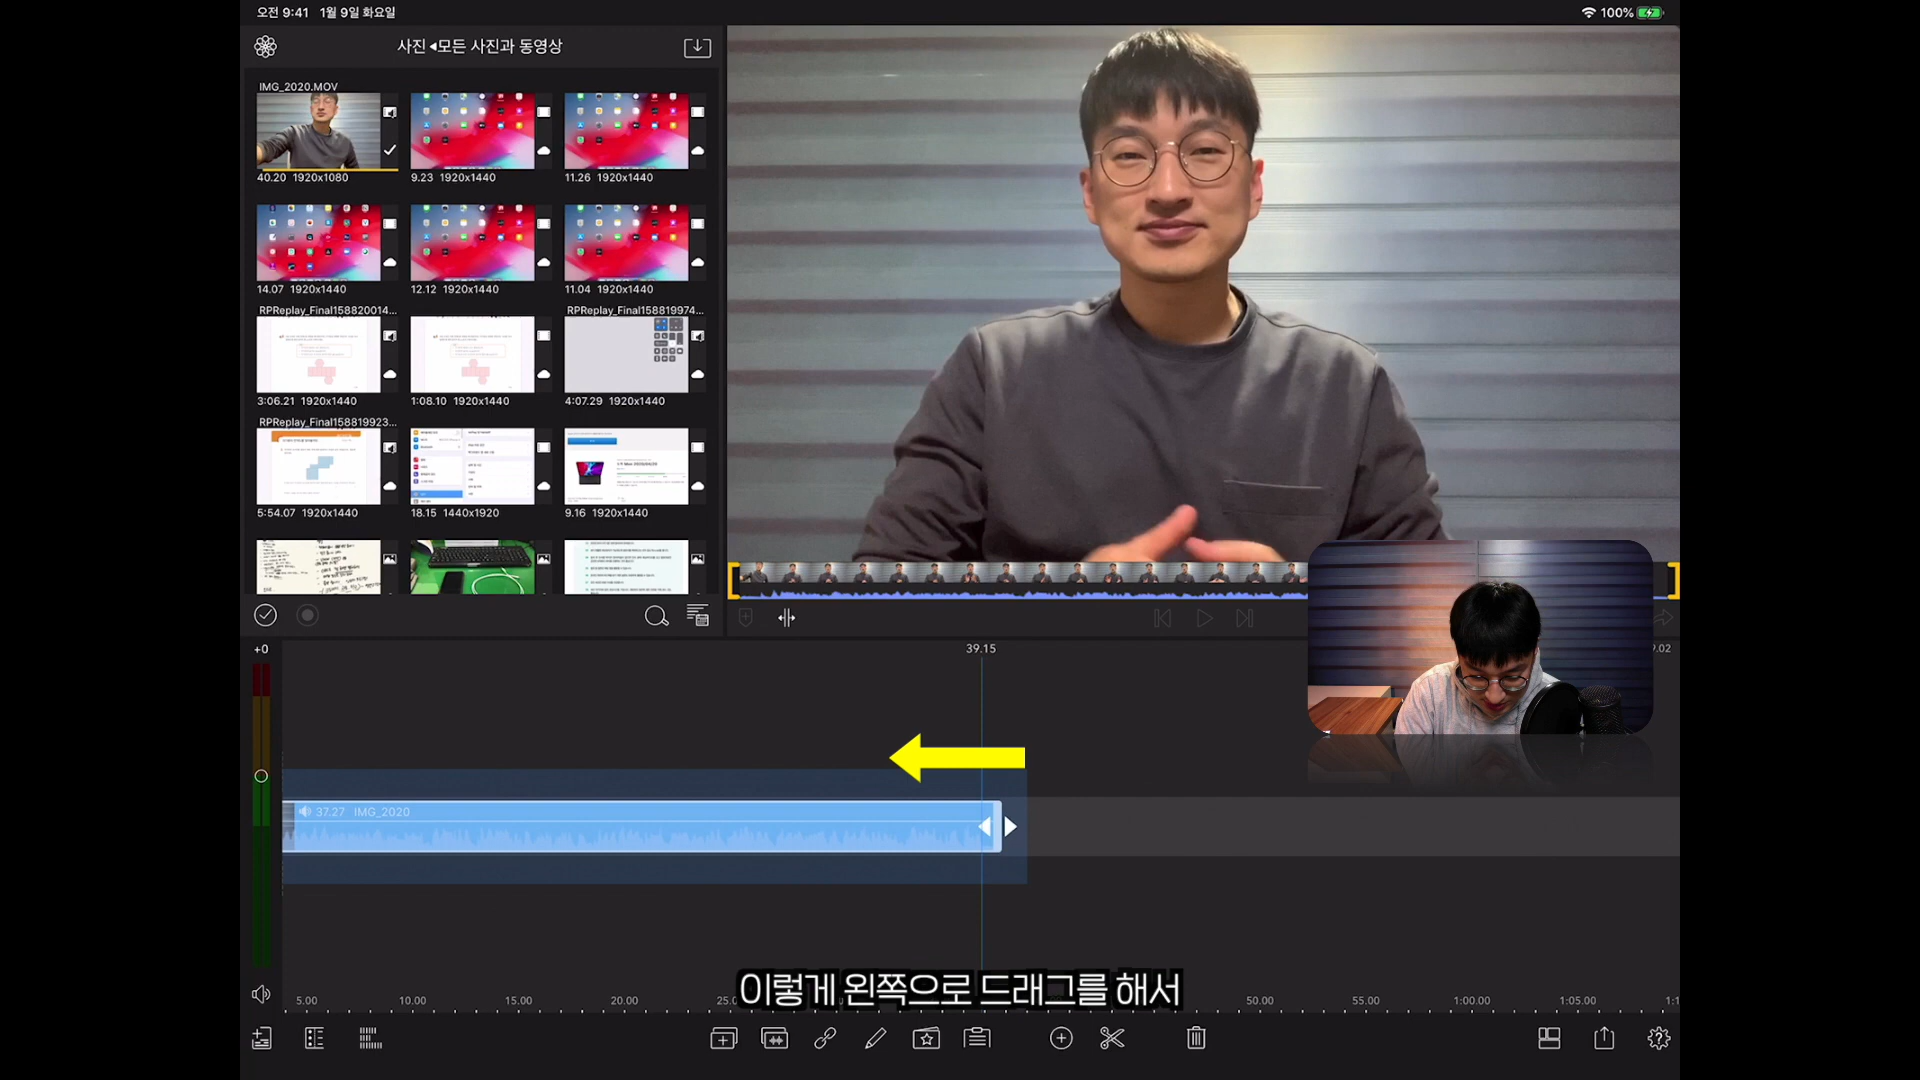 오전 9:41 1월 9일 화요일
100%
사진◀모든 사진과 동영상
IMG_2020.MOV
40.20 1920x1080
9.23 1920x1440
11.26 1920x1440
14.07 1920x1440
12.12 1920x1440
11.04 1920x1440
RPReplay_Final158820014...
RPReplay_Final158819974...
3:06.21 1920x1440
1:08.10 1920x1440
4:07.29 1920x1440
RPReplay_Final158819923...
5:54.07 1920x1440
18.15 1440x1920
9.16 1920x1440
+0
39.15
9.02
37.27 IMG_2020
이렇게 왼쪽으로 드래그를 해서
5.00 10.00 15.00 20.00 25.0 50.00 55.00 1:00.00 1:05.00 1:1